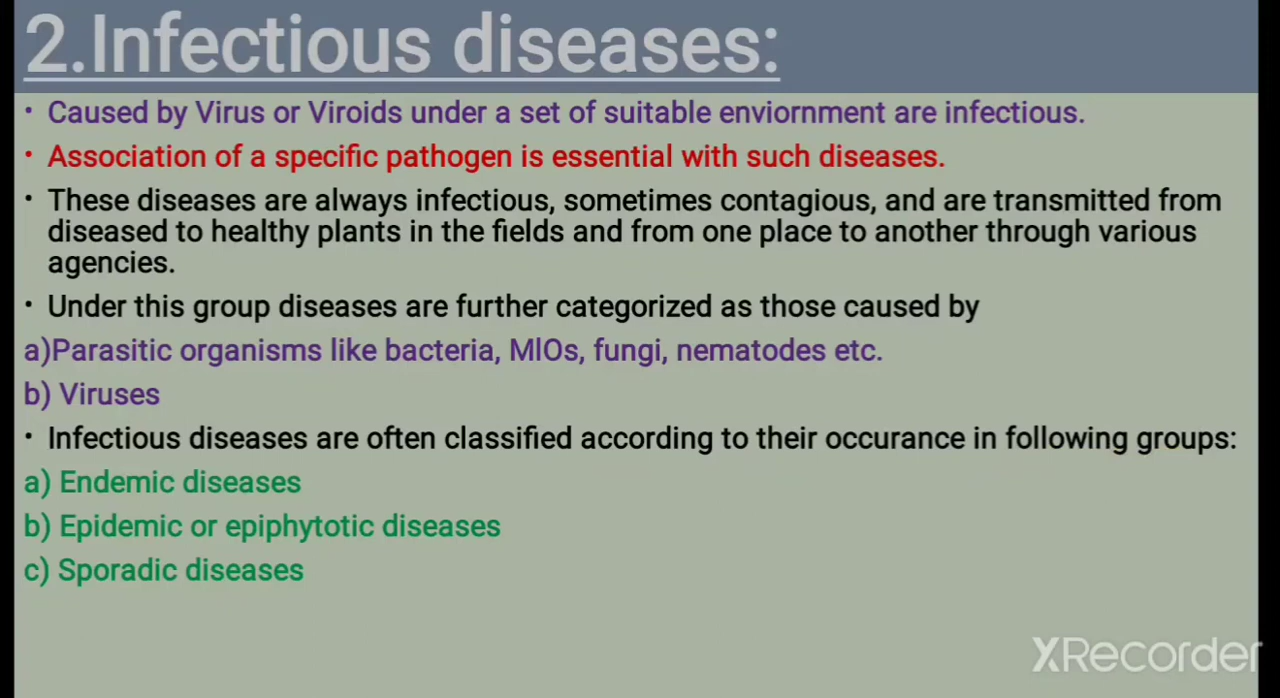 2.Infectious diseases:
• Caused by Virus or Viroids under a set of suitable enviornment are infectious.
• Association of a specific pathogen is essential with such diseases.
• These diseases are always infectious, sometimes contagious, and are transmitted from
diseased to healthy plants in the fields and from one place to another through various
agencies.
• Under this group diseases are further categorized as those caused by
a)Parasitic organisms like bacteria, MlOs, fungi, nematodes etc.
b) Viruses
• Infectious diseases are often classified according to their occurance in following groups:
a) Endemic diseases
b) Epidemic or epiphytotic diseases
c) Sporadic diseases
XRecorder